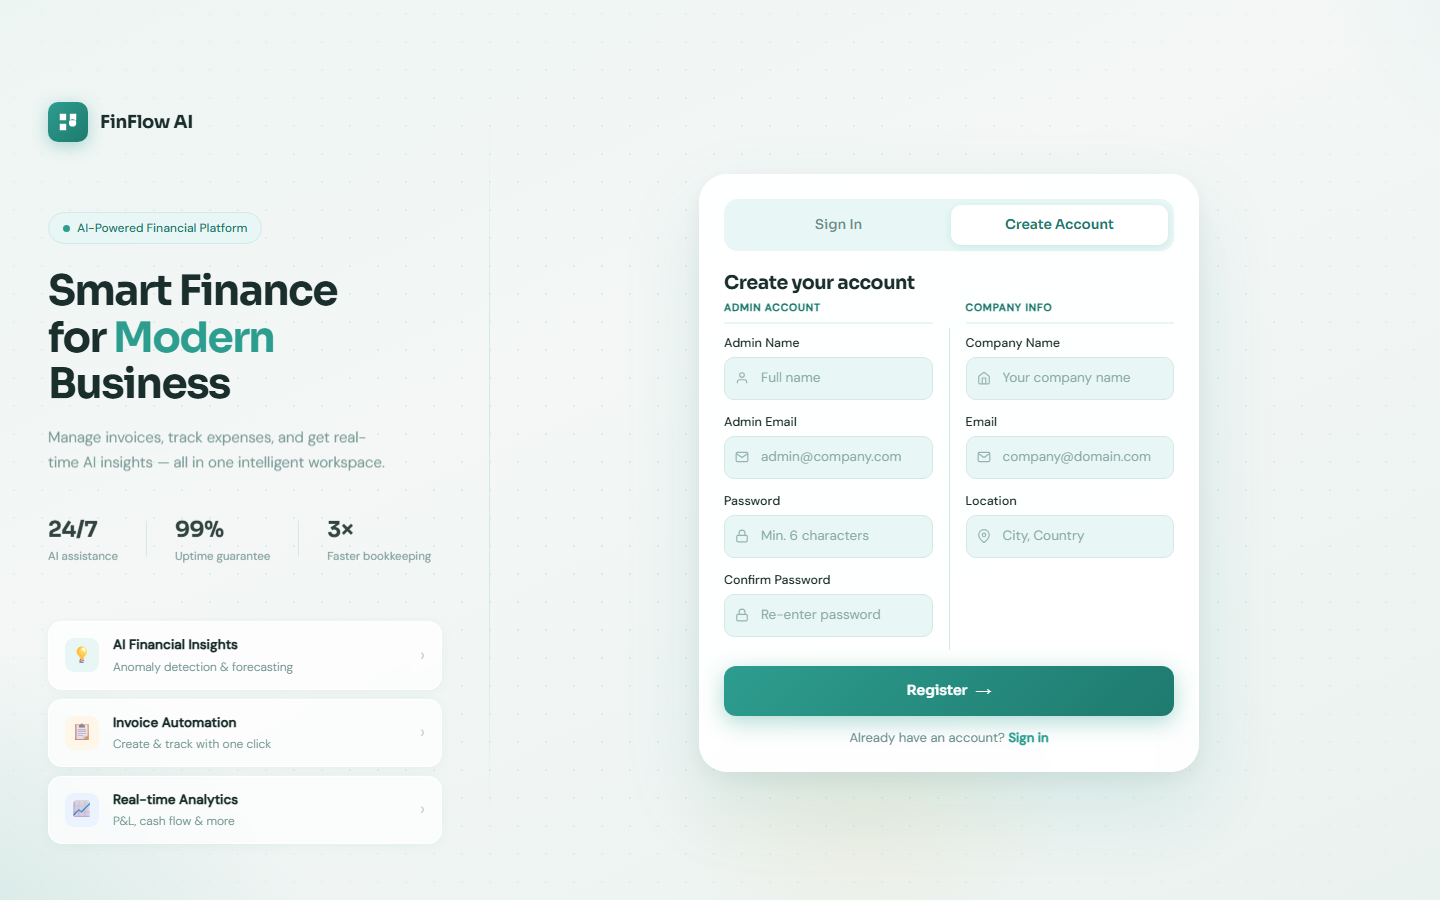 FinFlow AI
AI-Powered Financial Platform
Smart Finance
for Modern
Business
Manage invoices, track expenses, and get real-
time AI insights — all in one intelligent workspace.
24/7
AI assistance
99%
Uptime guarantee
3×
Faster bookkeeping
AI Financial Insights
Anomaly detection & forecasting
Invoice Automation
Create & track with one click
Real-time Analytics
P&L, cash flow & more
Sign In
Create Account
Create your account
ADMIN ACCOUNT
Admin Name
Full name
Admin Email
admin@company.com
Password
Min. 6 characters
Confirm Password
Re-enter password
COMPANY INFO
Company Name
Your company name
Email
company@domain.com
Location
City, Country
Register →
Already have an account? Sign in